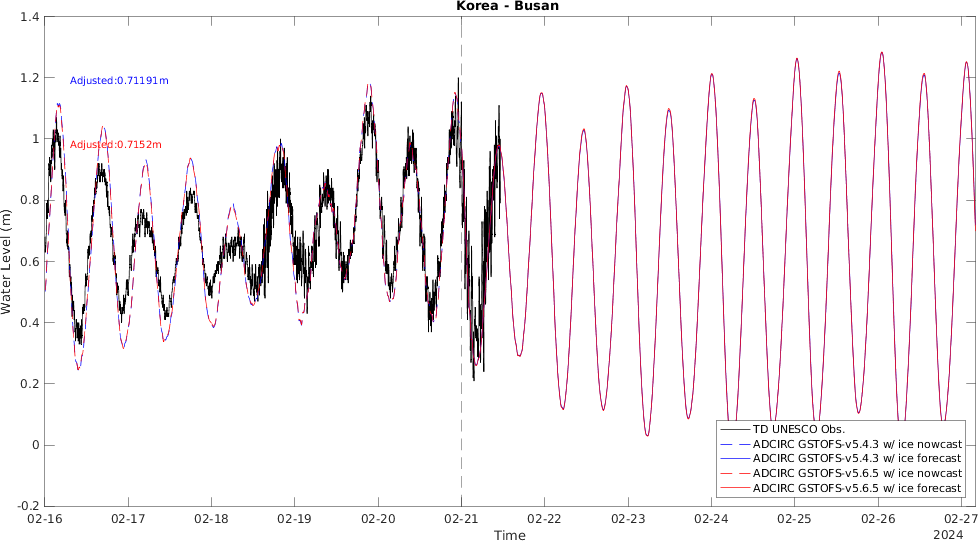 Korea - Busan
1.4
1.2
1
0.8
0.6
0.4
0.2
0
-0.2
Water Level (m)
Adjusted:0.71191m
Adjusted:0.7152m
TD UNESCO Obs.
ADCIRC GSTOFS-v5.4.3 w/ ice nowcast
ADCIRC GSTOFS-v5.4.3 w/ ice forecast
ADCIRC GSTOFS-v5.6.5 w/ ice nowcast
ADCIRC GSTOFS-v5.6.5 w/ ice forecast
02-16 02-17 02-18 02-19 02-20 02-21 02-22 02-23 02-24 02-25 02-26 02-27
Time
2024